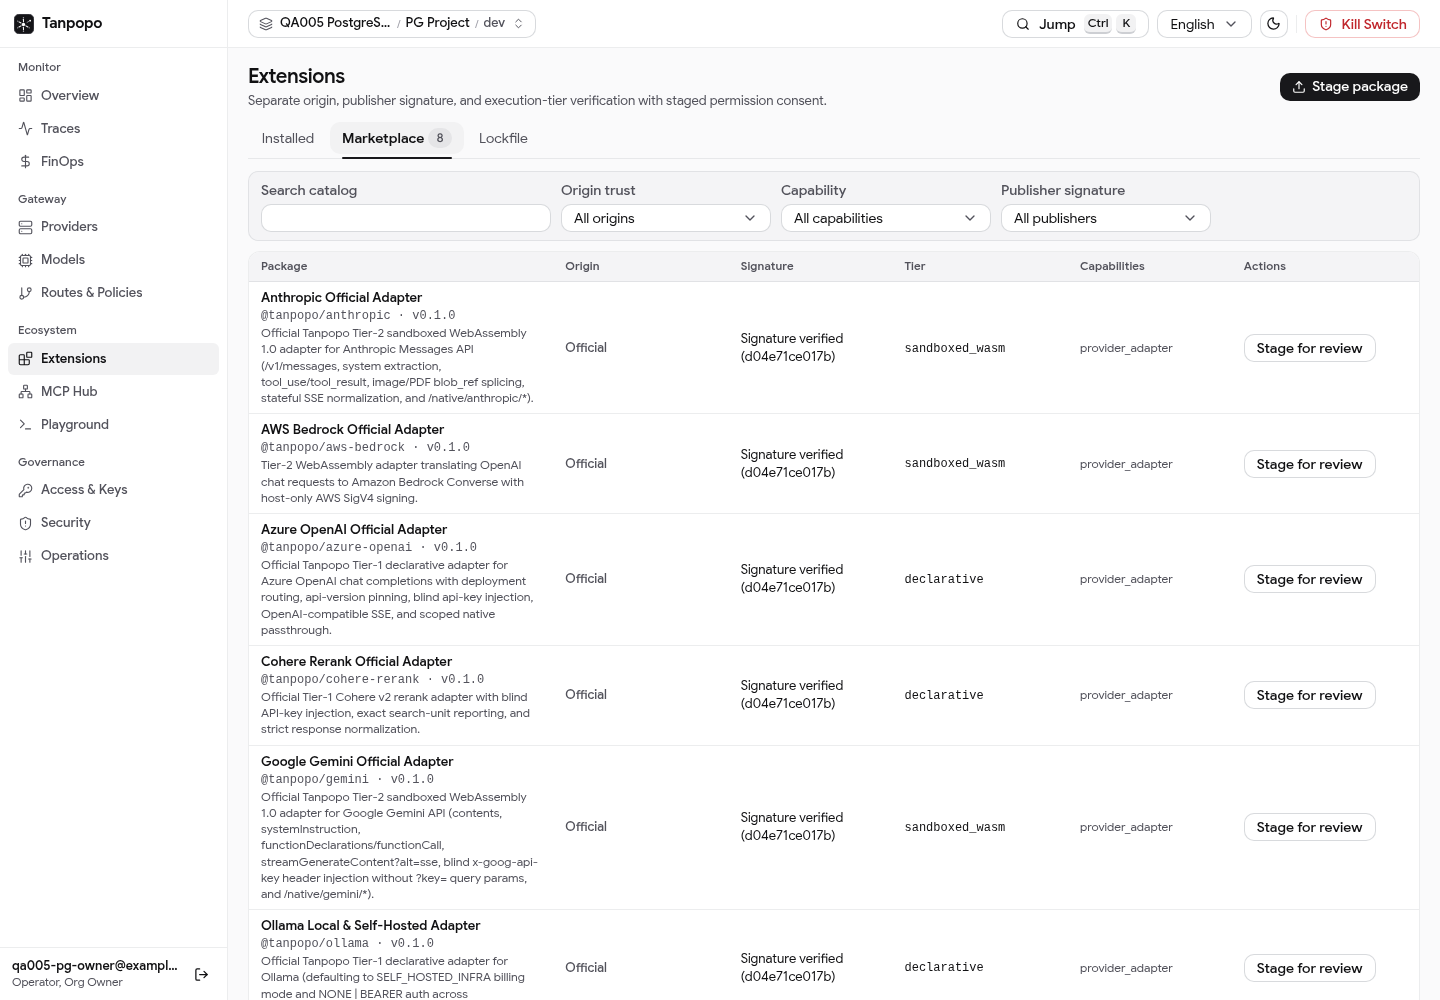 Tanpopo
QA005 PostgreS... / PG Project / dev
Jump Ctrl K
English
Kill Switch
Monitor
Overview
Traces
FinOps
Gateway
Providers
Models
Routes & Policies
Ecosystem
Extensions
MCP Hub
Playground
Governance
Access & Keys
Security
Operations
qa005-pg-owner@exampl...
Operator, Org Owner
Extensions
Separate origin, publisher signature, and execution-tier verification with staged permission consent.
Stage package
Installed
Marketplace 8
Lockfile
Search catalog
Origin trust
Capability
Publisher signature
All origins
All capabilities
All publishers
Package
Origin
Signature
Tier
Capabilities
Actions
Anthropic Official Adapter
@tanpopo/anthropic · v0.1.0
Official Tanpopo Tier-2 sandboxed WebAssembly
1.0 adapter for Anthropic Messages API
(/v1/messages, system extraction,
tool_use/tool_result, image/PDF blob_ref splicing,
stateful SSE normalization, and /native/anthropic/*).
Official
Signature verified
(d04e71ce017b)
sandboxed_wasm
provider_adapter
Stage for review
AWS Bedrock Official Adapter
@tanpopo/aws-bedrock · v0.1.0
Tier-2 WebAssembly adapter translating OpenAI
chat requests to Amazon Bedrock Converse with
host-only AWS SigV4 signing.
Official
Signature verified
(d04e71ce017b)
sandboxed_wasm
provider_adapter
Stage for review
Azure OpenAI Official Adapter
@tanpopo/azure-openai · v0.1.0
Official Tanpopo Tier-1 declarative adapter for
Azure OpenAI chat completions with deployment
routing, api-version pinning, blind api-key injection,
OpenAI-compatible SSE, and scoped native
passthrough.
Official
Signature verified
(d04e71ce017b)
declarative
provider_adapter
Stage for review
Cohere Rerank Official Adapter
@tanpopo/cohere-rerank · v0.1.0
Official Tier-1 Cohere v2 rerank adapter with blind
API-key injection, exact search-unit reporting, and
strict response normalization.
Official
Signature verified
(d04e71ce017b)
declarative
provider_adapter
Stage for review
Google Gemini Official Adapter
@tanpopo/gemini · v0.1.0
Official Tanpopo Tier-2 sandboxed WebAssembly
1.0 adapter for Google Gemini API (contents,
systemInstruction,
functionDeclarations/functionCall,
streamGenerateContent?alt=sse, blind x-goog-api-
key header injection without ?key= query params,
and /native/gemini/*).
Official
Signature verified
(d04e71ce017b)
sandboxed_wasm
provider_adapter
Stage for review
Ollama Local & Self-Hosted Adapter
@tanpopo/ollama · v0.1.0
Official Tanpopo Tier-1 declarative adapter for
Ollama (defaulting to SELF_HOSTED_INFRA billing
mode and NONE | BEARER auth across
Official
Signature verified
(d04e71ce017b)
declarative
provider_adapter
Stage for review